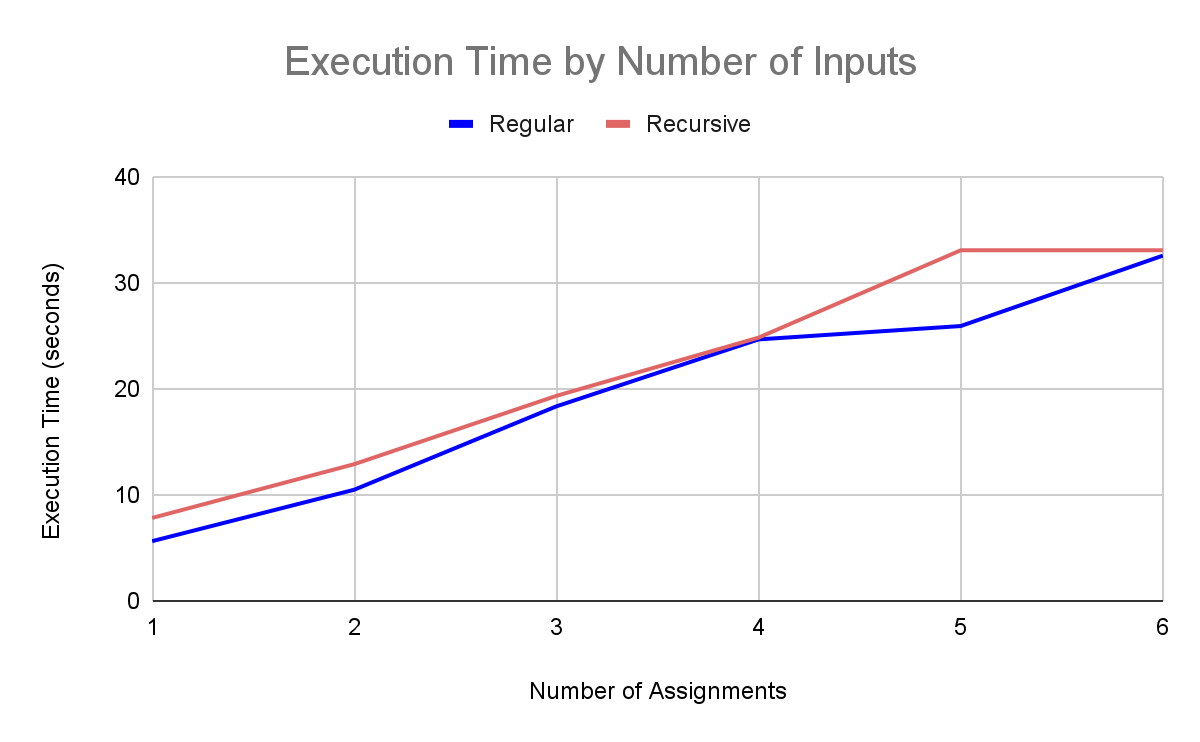 Execution Time by Number of Inputs
Regular Recursive
40
30
20
10
0
Execution Time (seconds)
1 2 3 4 5 6
Number of Assignments